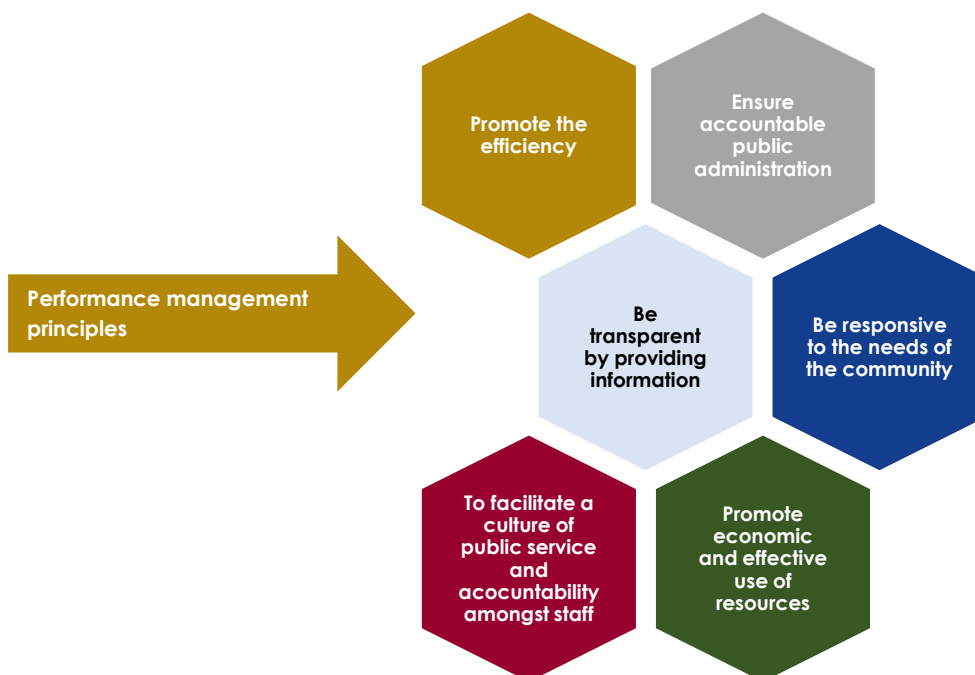 Promote the
efficiency
Ensure
accountable
public
administration
Performance management
principles
Be
transparent
by providing
information
Be responsive
to the needs of
the community
To facilitate a
culture of
public service
and
acocuntability
amongst staff
Promote
economic
and effective
use of
resources